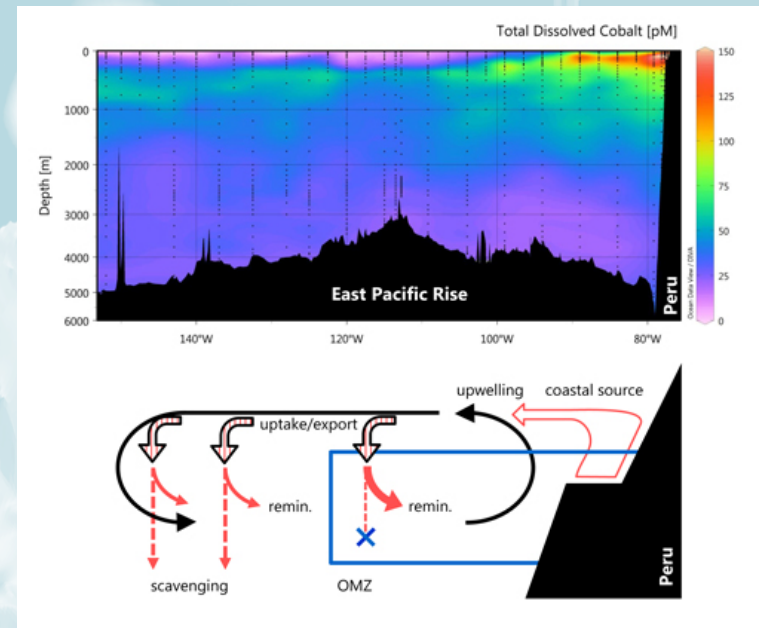 Total Dissolved Cobalt [pM]
0
1000
2000
3000
4000
5000
6000
Depth [m]
150
125
100
75
50
25
0
East Pacific Rise
Peru
Ocean Data View / DIVA
140°W
120°W
100°W
80°W
upwelling
coastal source
uptake/export
remin.
remin.
scavenging
OMZ
Peru